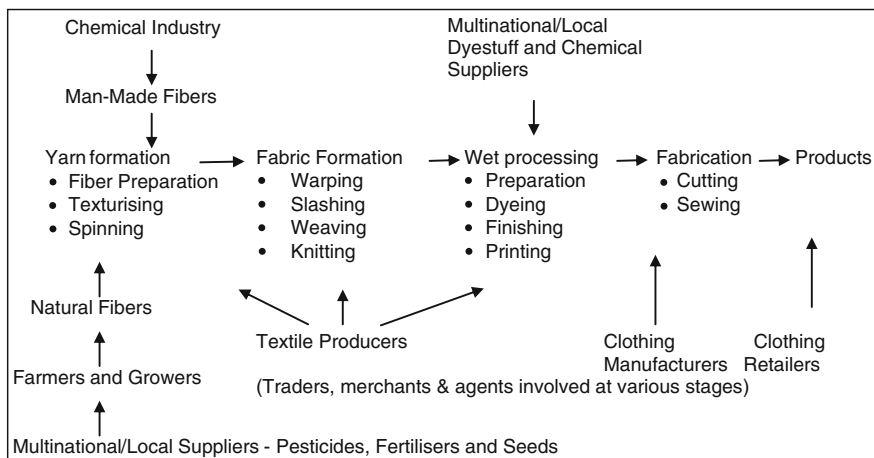 Chemical Industry
Man-Made Fibers
Multinational/Local
Dyestuff and Chemical
Suppliers
Yarn formation
• Fiber Preparation
• Texturising
• Spinning
Fabric Formation
• Warping
• Slashing
• Weaving
• Knitting
Wet processing
• Preparation
• Dyeing
• Finishing
• Printing
Fabrication
• Cutting
• Sewing
Products
Natural Fibers
Farmers and Growers
Textile Producers
Clothing
Manufacturers
Clothing
Retailers
(Traders, merchants & agents involved at various stages)
Multinational/Local Suppliers - Pesticides, Fertilisers and Seeds